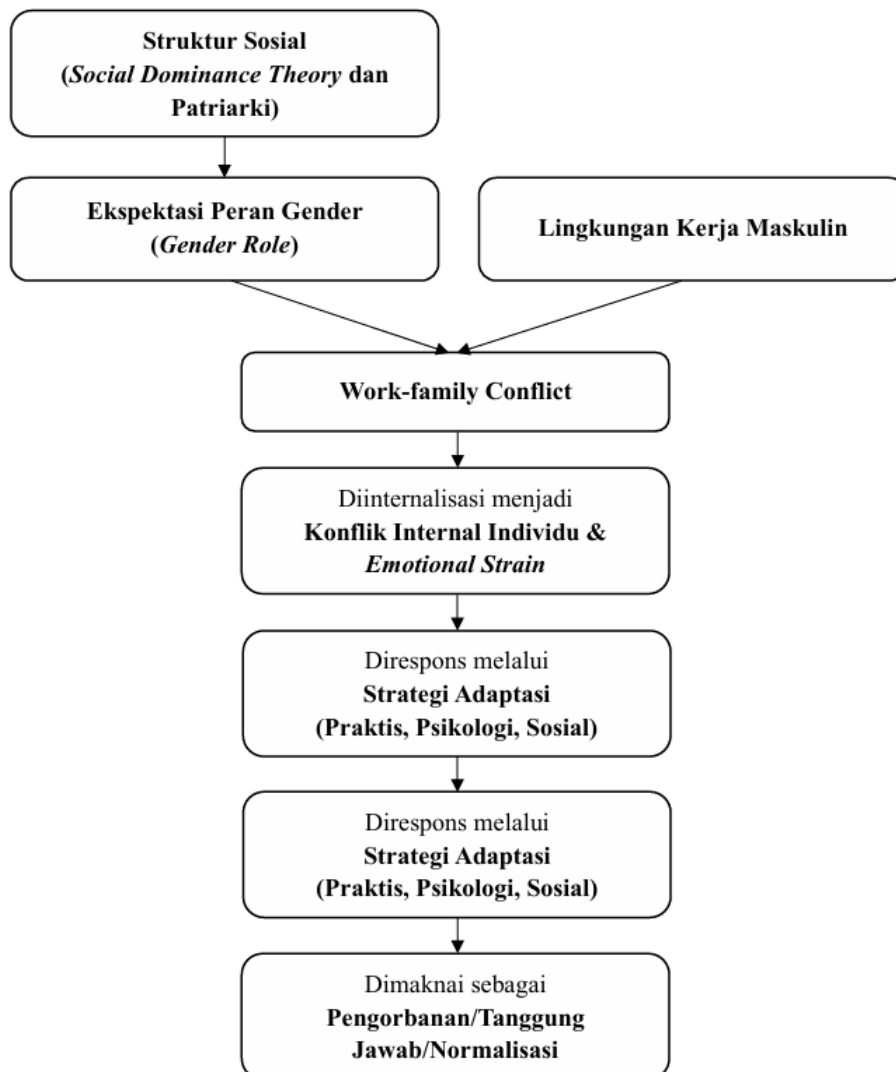 Struktur Sosial
(Social Dominance Theory dan
Patriarki)
Ekspektasi Peran Gender
(Gender Role)
Lingkungan Kerja Maskulin
Work-family Conflict
Diinternalisasi menjadi
Konflik Internal Individu &
Emotional Strain
Direspons melalui
Strategi Adaptasi
(Praktis, Psikologi, Sosial)
Direspons melalui
Strategi Adaptasi
(Praktis, Psikologi, Sosial)
Dimaknai sebagai
Pengorbanan/Tanggung
Jawab/Normalisasi